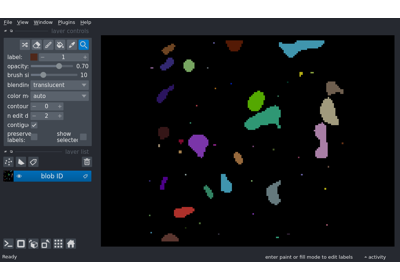 File View Window Plugins Help
layer controls
label: 1
opacity: 0.70
brush si 10
blending translucent
color m auto
contour 0
n edit d 2
contigu
preserve labels: show selected
layer list
blob ID
Ready enter paint or fill mode to edit labels activity